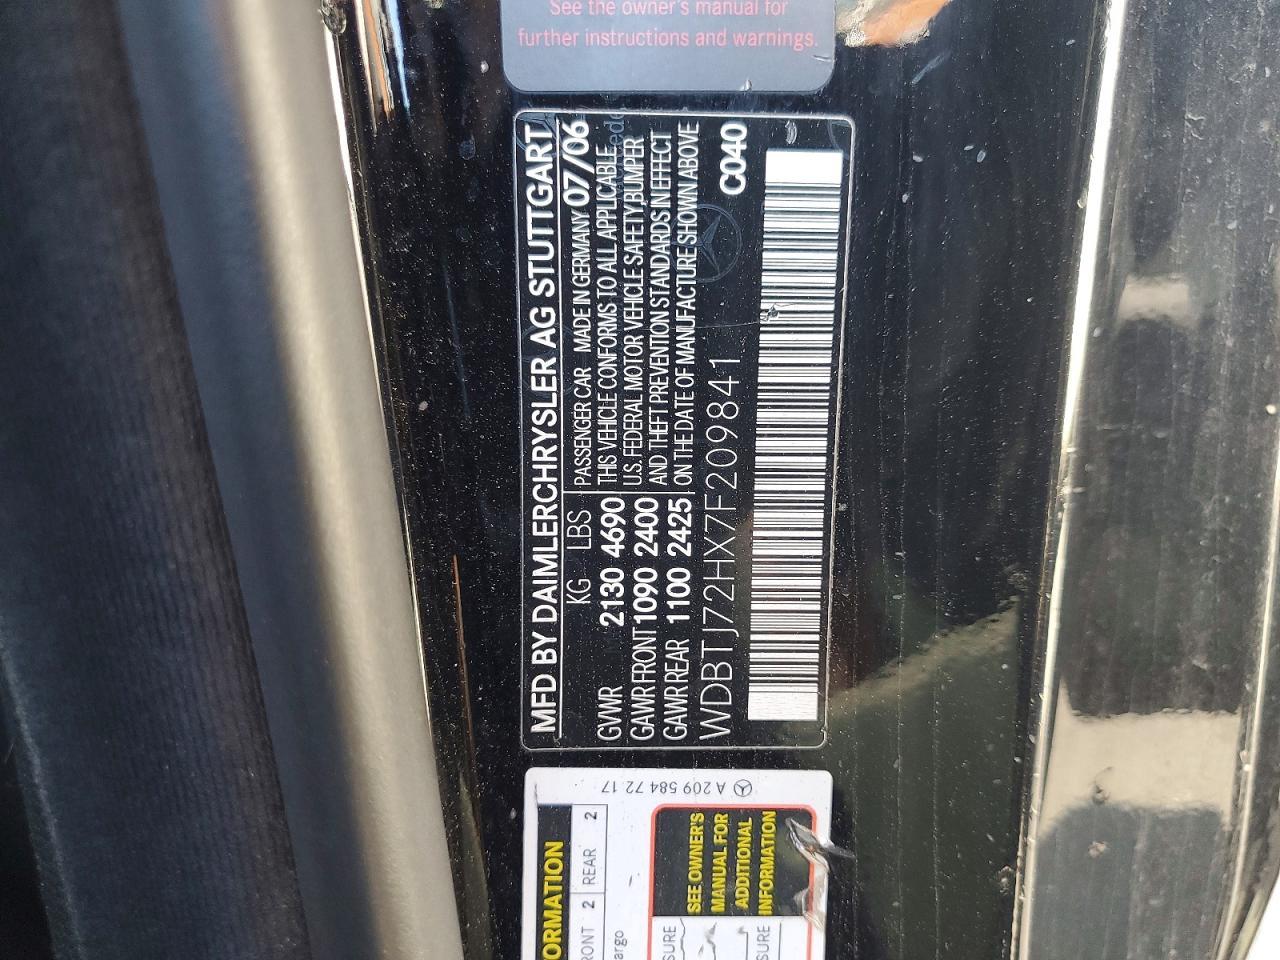 See the owner's manual for
further instructions and warnings.
MFD BY DAIMLERCHRYSLER AG STUTTGART
KG LBS
GVWR 2130 4690
GAWR FRONT 1090 2400
GAWR REAR 1100 2425
PASSENGER CAR MADE IN GERMANY 07/06
THIS VEHICLE CONFORMS TO ALL APPLICABLE
U.S. FEDERAL MOTOR VEHICLE SAFETY, BUMPER
AND THEFT PREVENTION STANDARDS IN EFFECT
ON THE DATE OF MANUFACTURE SHOWN ABOVE
WDBTJ72HX7F209841
C040
A 209 584 72 17
ORMATION
RONT 2 REAR 2
argo
SEE OWNER'S
MANUAL FOR
ADDITIONAL
INFORMATION
SURE
SURE